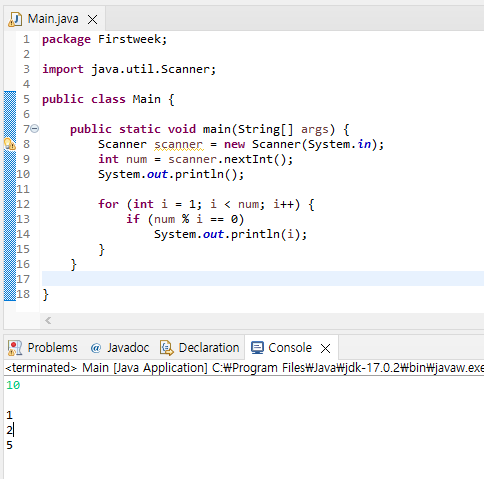 Main.java
1 package Firstweek;
2
3 import java.util.Scanner;
4
5 public class Main {
6
7 public static void main(String[] args) {
8 Scanner scanner = new Scanner(System.in);
9 int num = scanner.nextInt();
10 System.out.println();
11
12 for (int i = 1; i < num; i++) {
13 if (num % i == 0)
14 System.out.println(i);
15 }
16 }
17
18 }
Problems @ Javadoc Declaration Console
<terminated> Main [Java Application] C:₩Program Files₩Java₩jdk-17.0.2₩bin₩javaw.exe
10
1
2
5